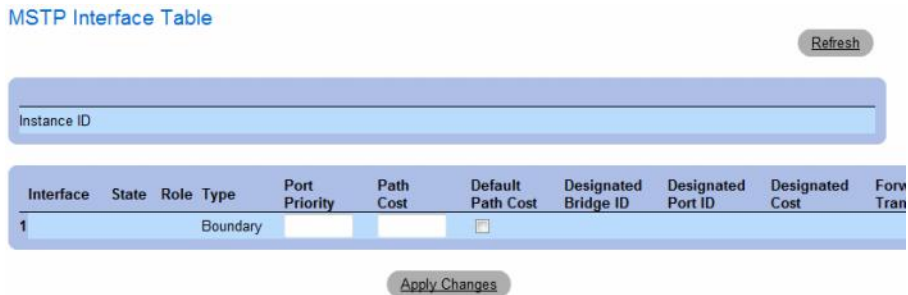 MSTP Interface Table
Refresh
Instance ID
Interface State Role Type Port Priority Path Cost Default Path Cost Designated Bridge ID Designated Port ID Designated Cost
1 Boundary
Apply Changes